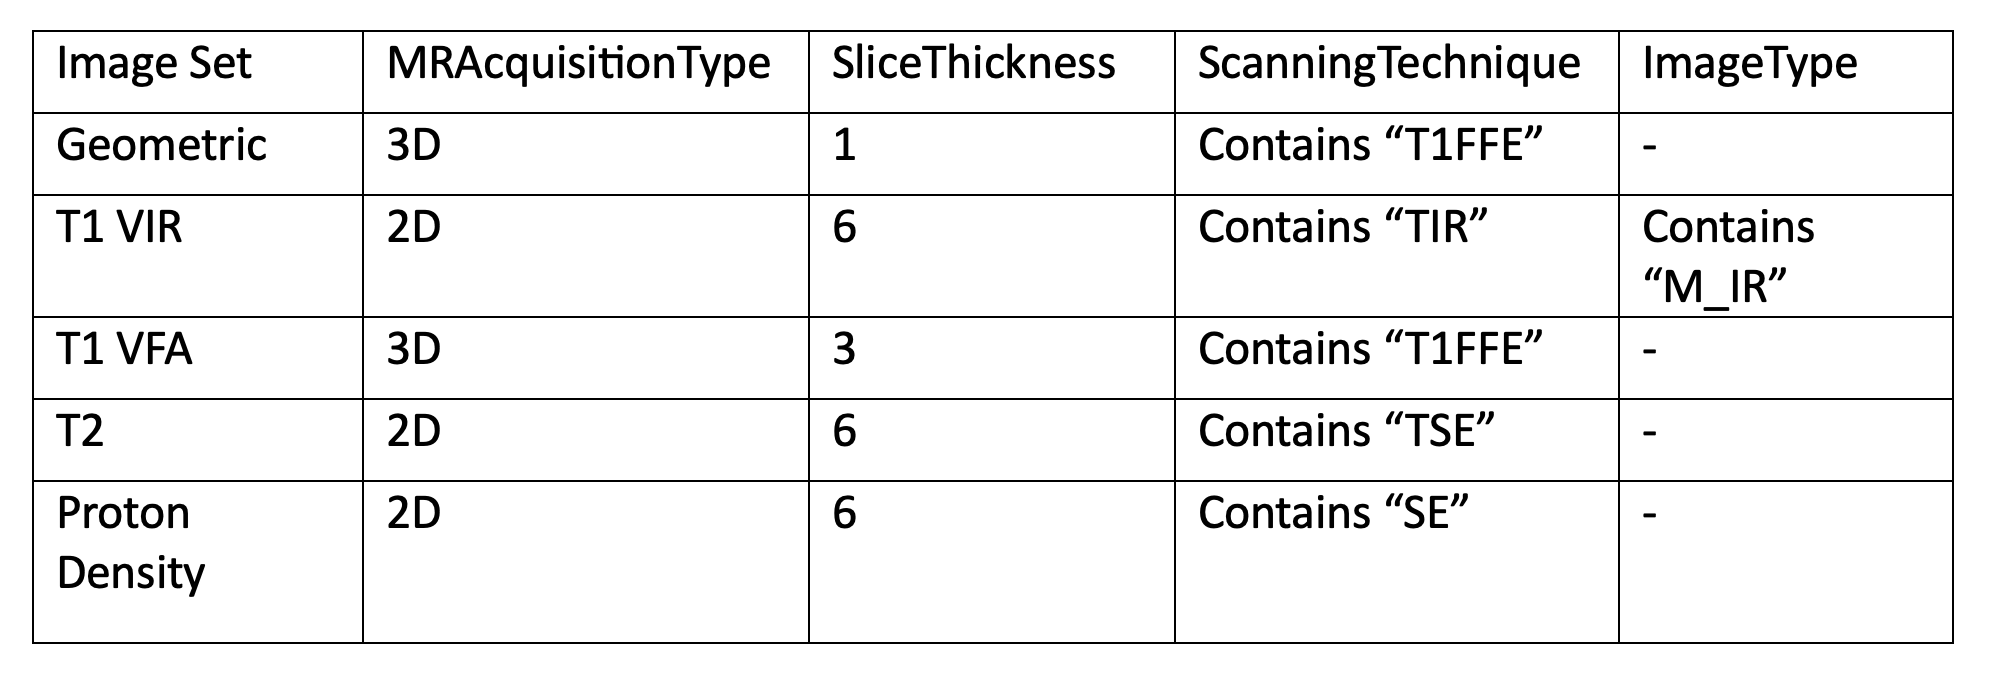 Image Set MRAcquisitionType SliceThickness ScanningTechnique ImageType
Geometric 3D 1 Contains “T1FFE” -
T1 VIR 2D 6 Contains “TIR” Contains
“M_IR”
T1 VFA 3D 3 Contains “T1FFE” -
T2 2D 6 Contains “TSE” -
Proton 2D 6 Contains “SE” -
Density